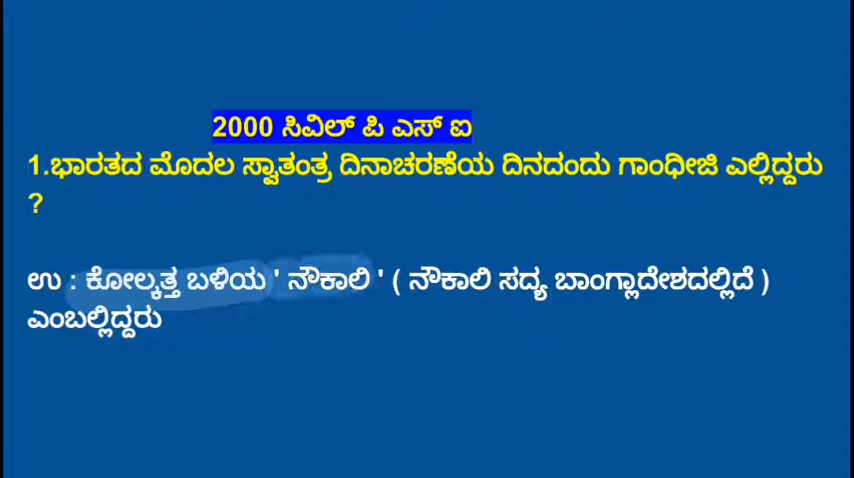 2000 ಸಿವಿಲ್ ಪಿ ಎಸ್ ಐ
1.ಭಾರತದ ಮೊದಲ ಸ್ವಾತಂತ್ರ ದಿನಾಚರಣೆಯ ದಿನದಂದು ಗಾಂಧೀಜಿ ಎಲ್ಲಿದ್ದರು
?
ಉ : ಕೋಲ್ಕತ್ತ ಬಳಿಯ ' ನೌಕಾಲಿ ' ( ನೌಕಾಲಿ ಸದ್ಯ ಬಾಂಗ್ಲಾದೇಶದಲ್ಲಿದೆ )
ಎಂಬಲ್ಲಿದ್ದರು